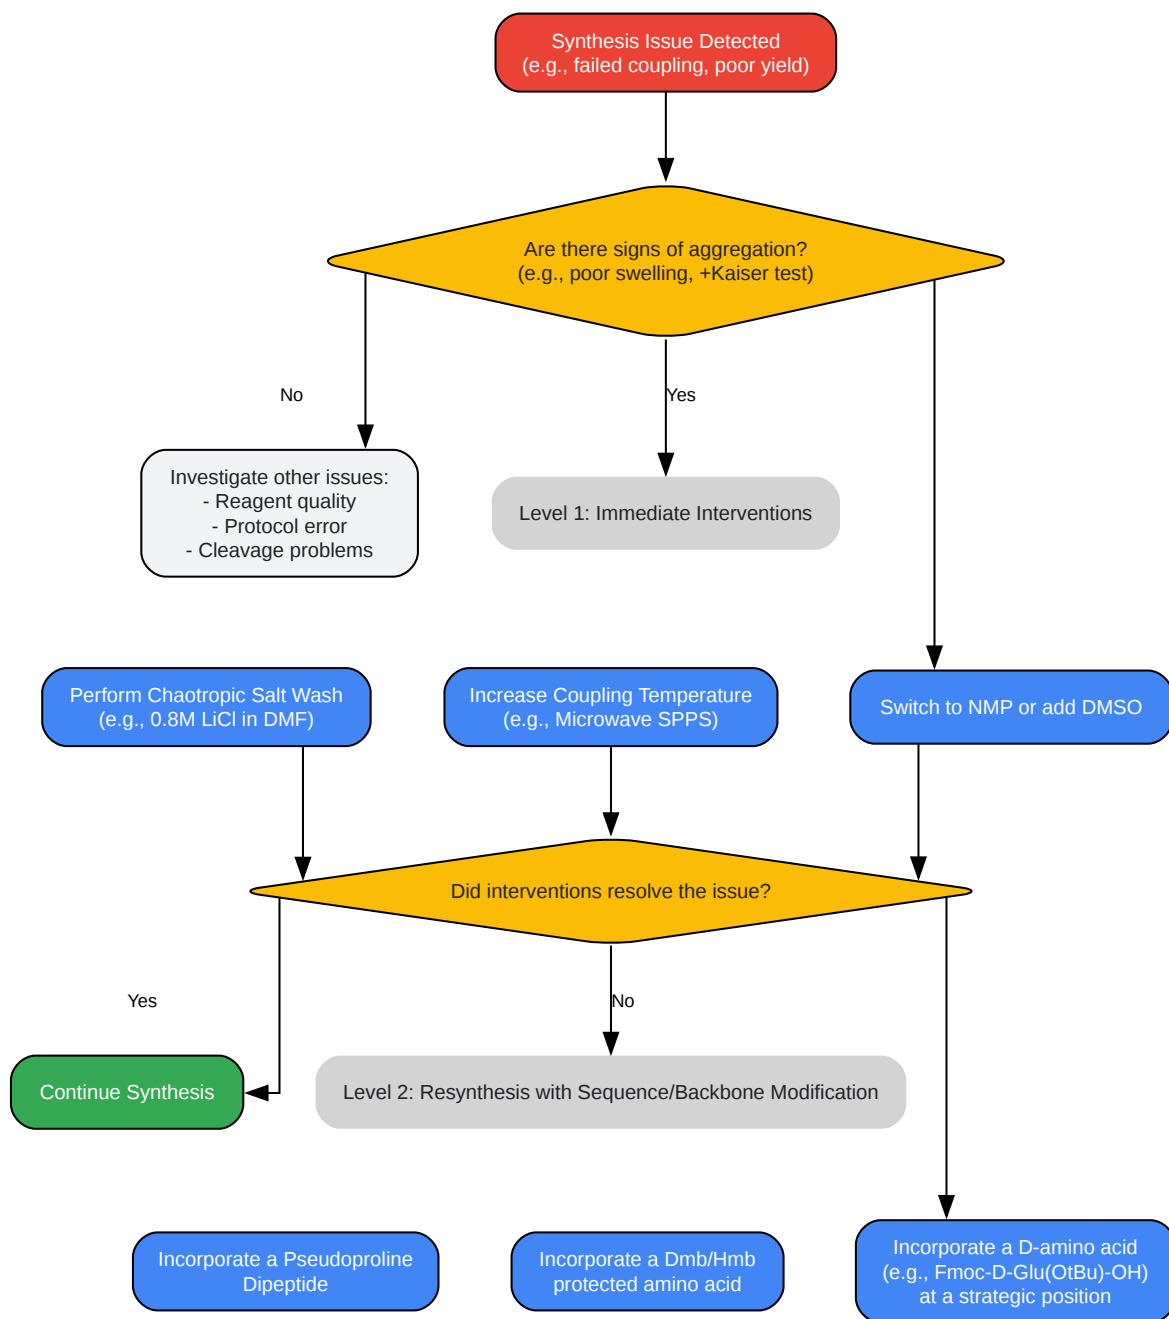 Synthesis Issue Detected
(e.g., failed coupling, poor yield)
Are there signs of aggregation?
(e.g., poor swelling, +Kaiser test)
No
Yes
Investigate other issues:
- Reagent quality
- Protocol error
- Cleavage problems
Level 1: Immediate Interventions
Perform Chaotropic Salt Wash
(e.g., 0.8M LiCl in DMF)
Increase Coupling Temperature
(e.g., Microwave SPPS)
Switch to NMP or add DMSO
Did interventions resolve the issue?
Yes
No
Continue Synthesis
Level 2: Resynthesis with Sequence/Backbone Modification
Incorporate a Pseudoproline
Dipeptide
Incorporate a Dmb/Hmb
protected amino acid
Incorporate a D-amino acid
(e.g., Fmoc-D-Glu(OtBu)-OH)
at a strategic position